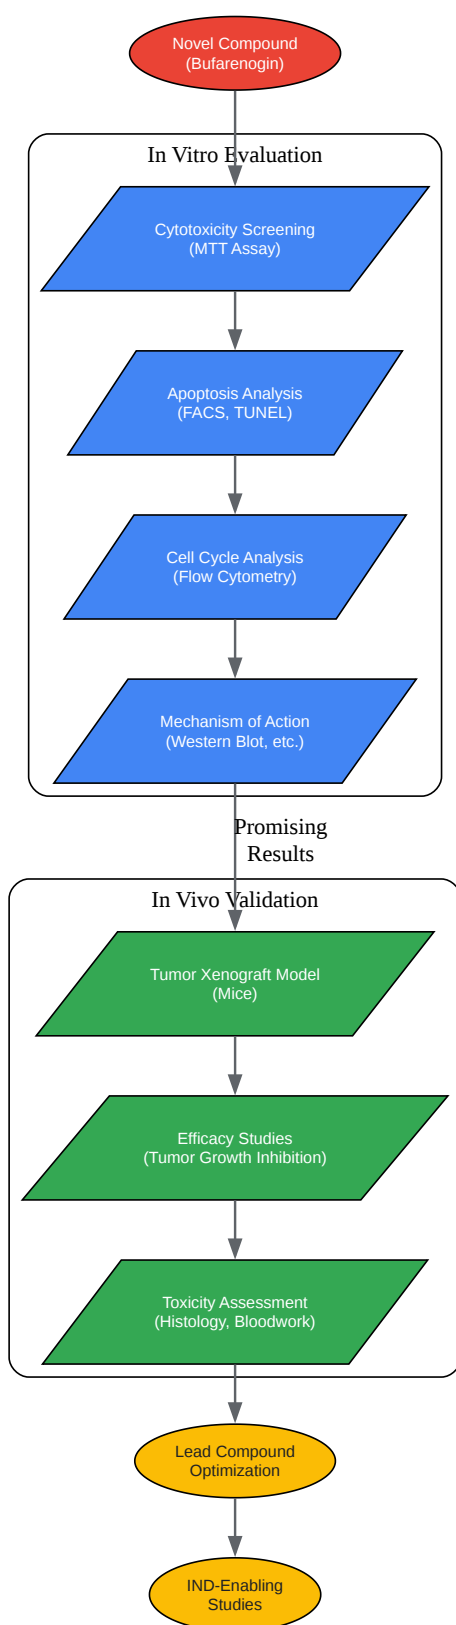 Novel Compound
(Bufarenogin)
In Vitro Evaluation
Cytotoxicity Screening
(MTT Assay)
Apoptosis Analysis
(FACS, TUNEL)
Cell Cycle Analysis
(Flow Cytometry)
Mechanism of Action
(Western Blot, etc.)
Promising
Results
In Vivo Validation
Tumor Xenograft Model
(Mice)
Efficacy Studies
(Tumor Growth Inhibition)
Toxicity Assessment
(Histology, Bloodwork)
Lead Compound
Optimization
IND-Enabling
Studies